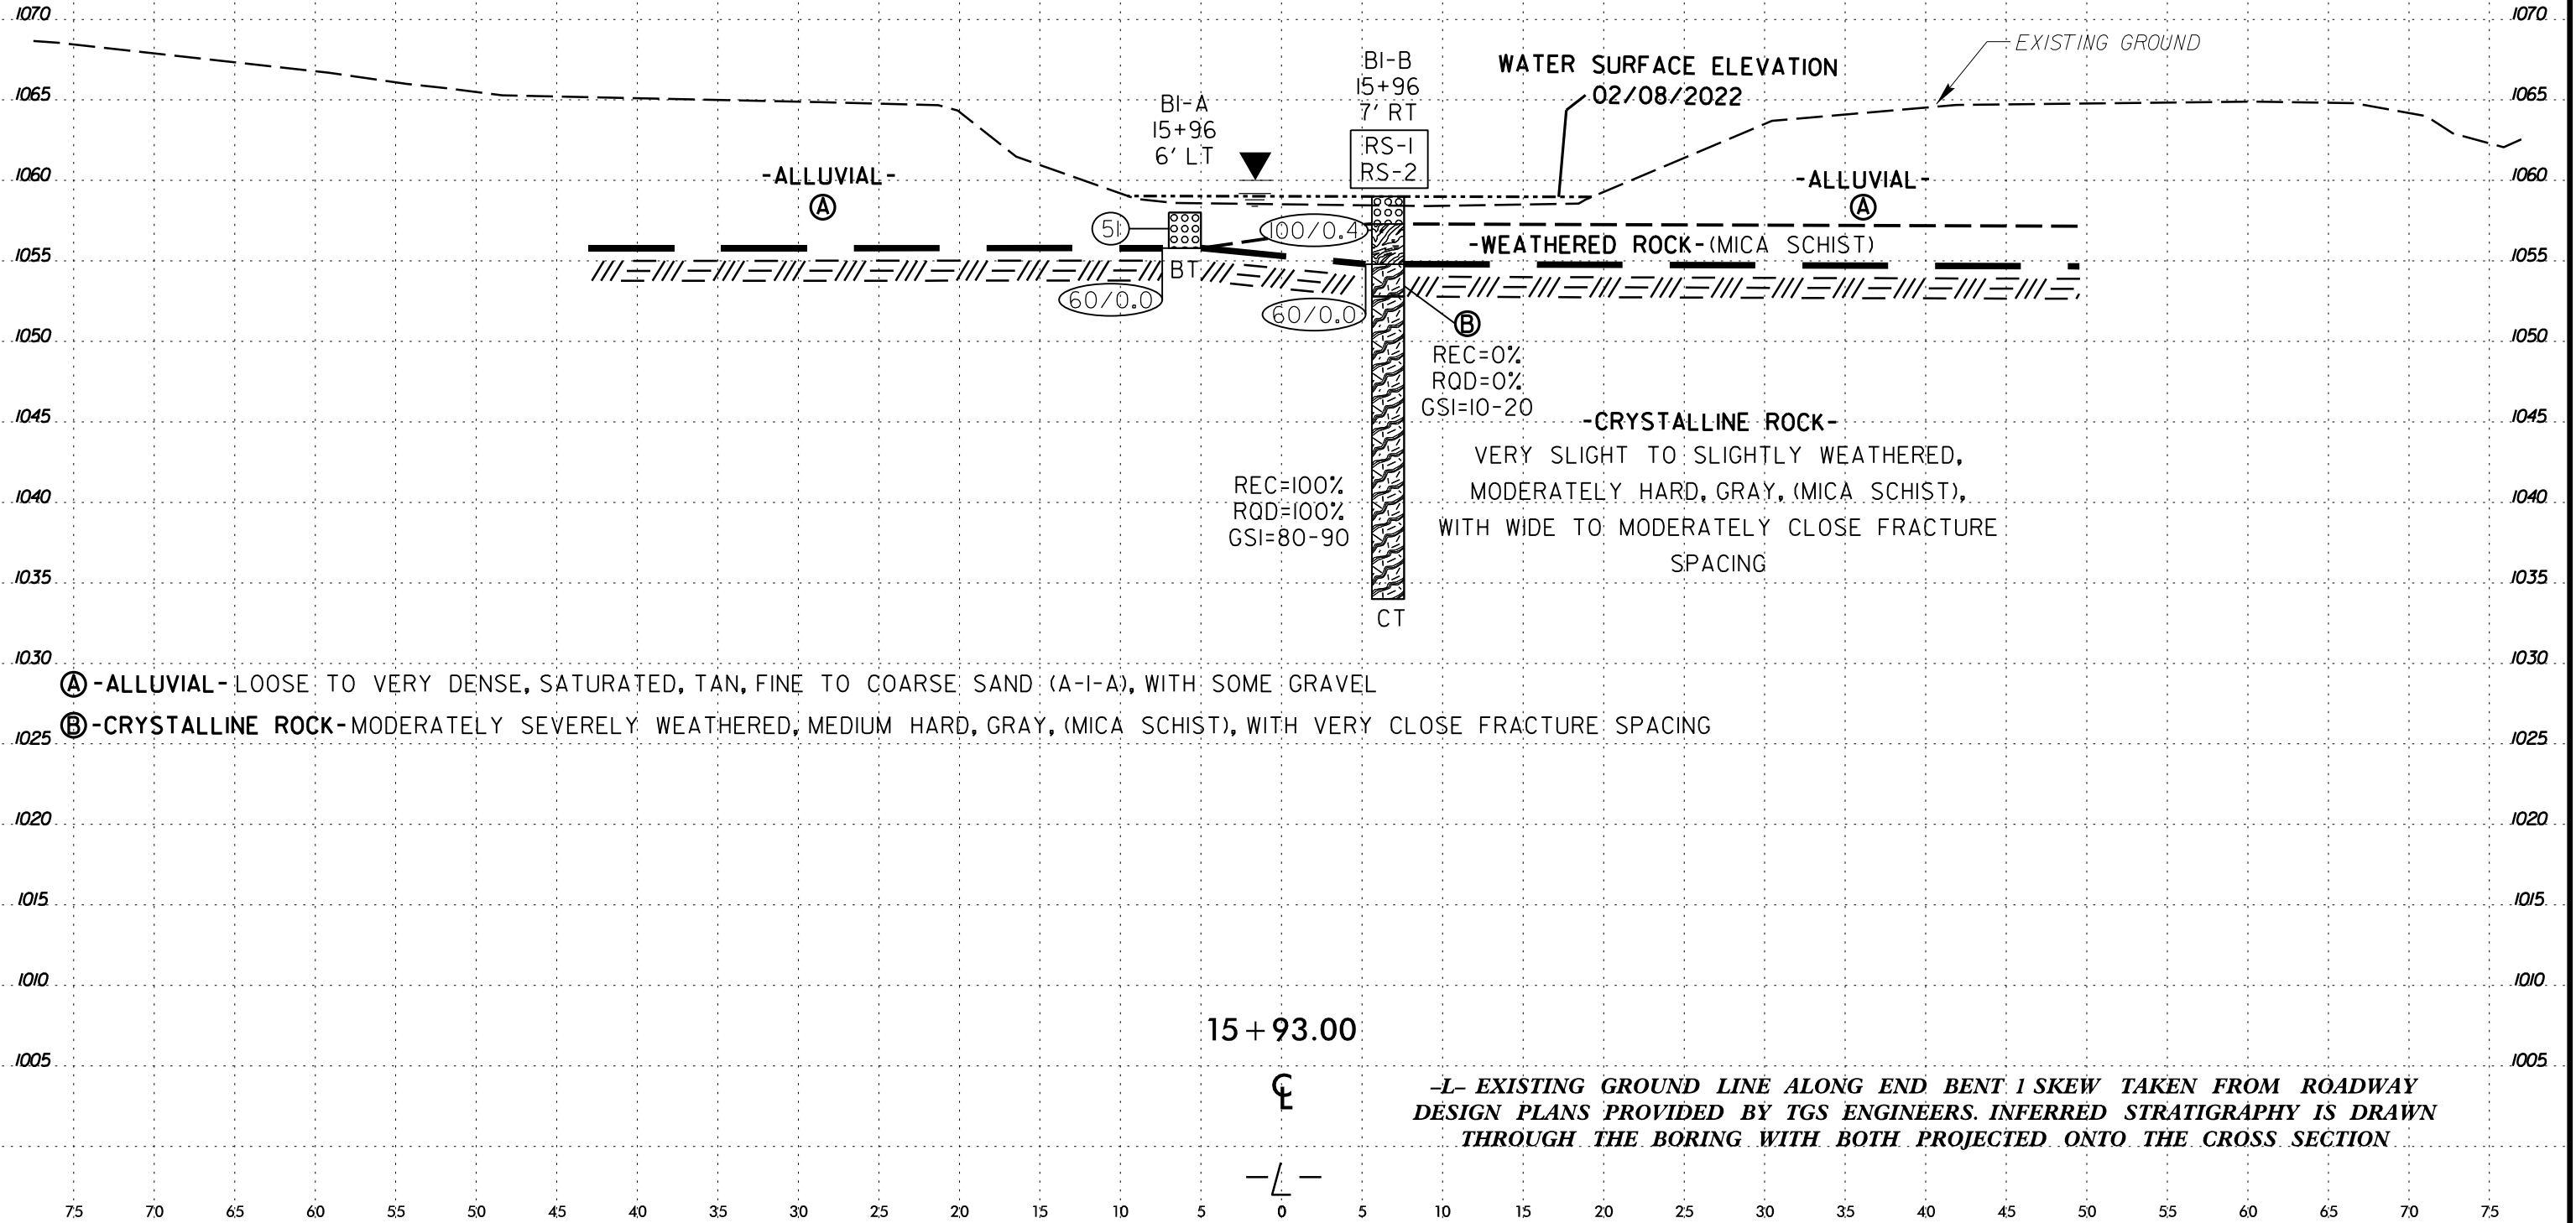 1070 1070
EXISTING GROUND
BI-B
15+96
7' RT
WATER SURFACE ELEVATION
02/08/2022
1065 1065
BI-A
15+96
6' LT
RS-1
RS-2
1060 1060
-ALLUVIAL-
A
-ALLUVIAL-
A
51
100/0.4
-WEATHERED ROCK-(MICA SCHIST)
1055 1055
BT
60/0.0
60/0.0
B
1050 1050
REC=0%
RQD=0%
GSI=10-20
1045 1045
-CRYSTALLINE ROCK-
VERY SLIGHT TO SLIGHTLY WEATHERED,
MODERATELY HARD, GRAY, (MICA SCHIST),
WITH WIDE TO MODERATELY CLOSE FRACTURE
SPACING
REC=100%
RQD=100%
GSI=80-90
1040 1040
1035 1035
CT
1030 1030
A -ALLUVIAL- LOOSE TO VERY DENSE, SATURATED, TAN, FINE TO COARSE SAND (A-1-A), WITH SOME GRAVEL
B -CRYSTALLINE ROCK- MODERATELY SEVERELY WEATHERED, MEDIUM HARD, GRAY, (MICA SCHIST), WITH VERY CLOSE FRACTURE SPACING
1025 1025
1020 1020
1015 1015
1010 1010
15+93.00
1005 1005
CL
-L- EXISTING GROUND LINE ALONG END BENT 1 SKEW TAKEN FROM ROADWAY
DESIGN PLANS PROVIDED BY TGS ENGINEERS. INFERRED STRATIGRAPHY IS DRAWN
THROUGH THE BORING WITH BOTH PROJECTED ONTO THE CROSS SECTION
-L-
75 70 65 60 55 50 45 40 35 30 25 20 15 10 5 0 5 10 15 20 25 30 35 40 45 50 55 60 65 70 75